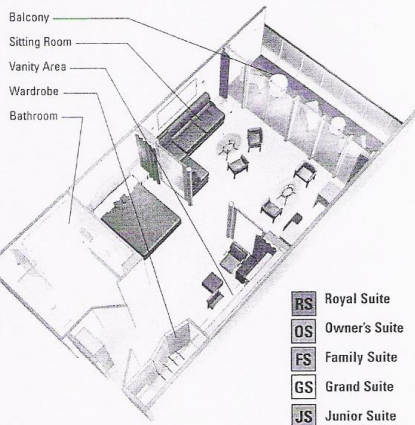 Balcony
Sitting Room
Vanity Area
Wardrobe
Bathroom
RS Royal Suite
OS Owner's Suite
FS Family Suite
GS Grand Suite
JS Junior Suite